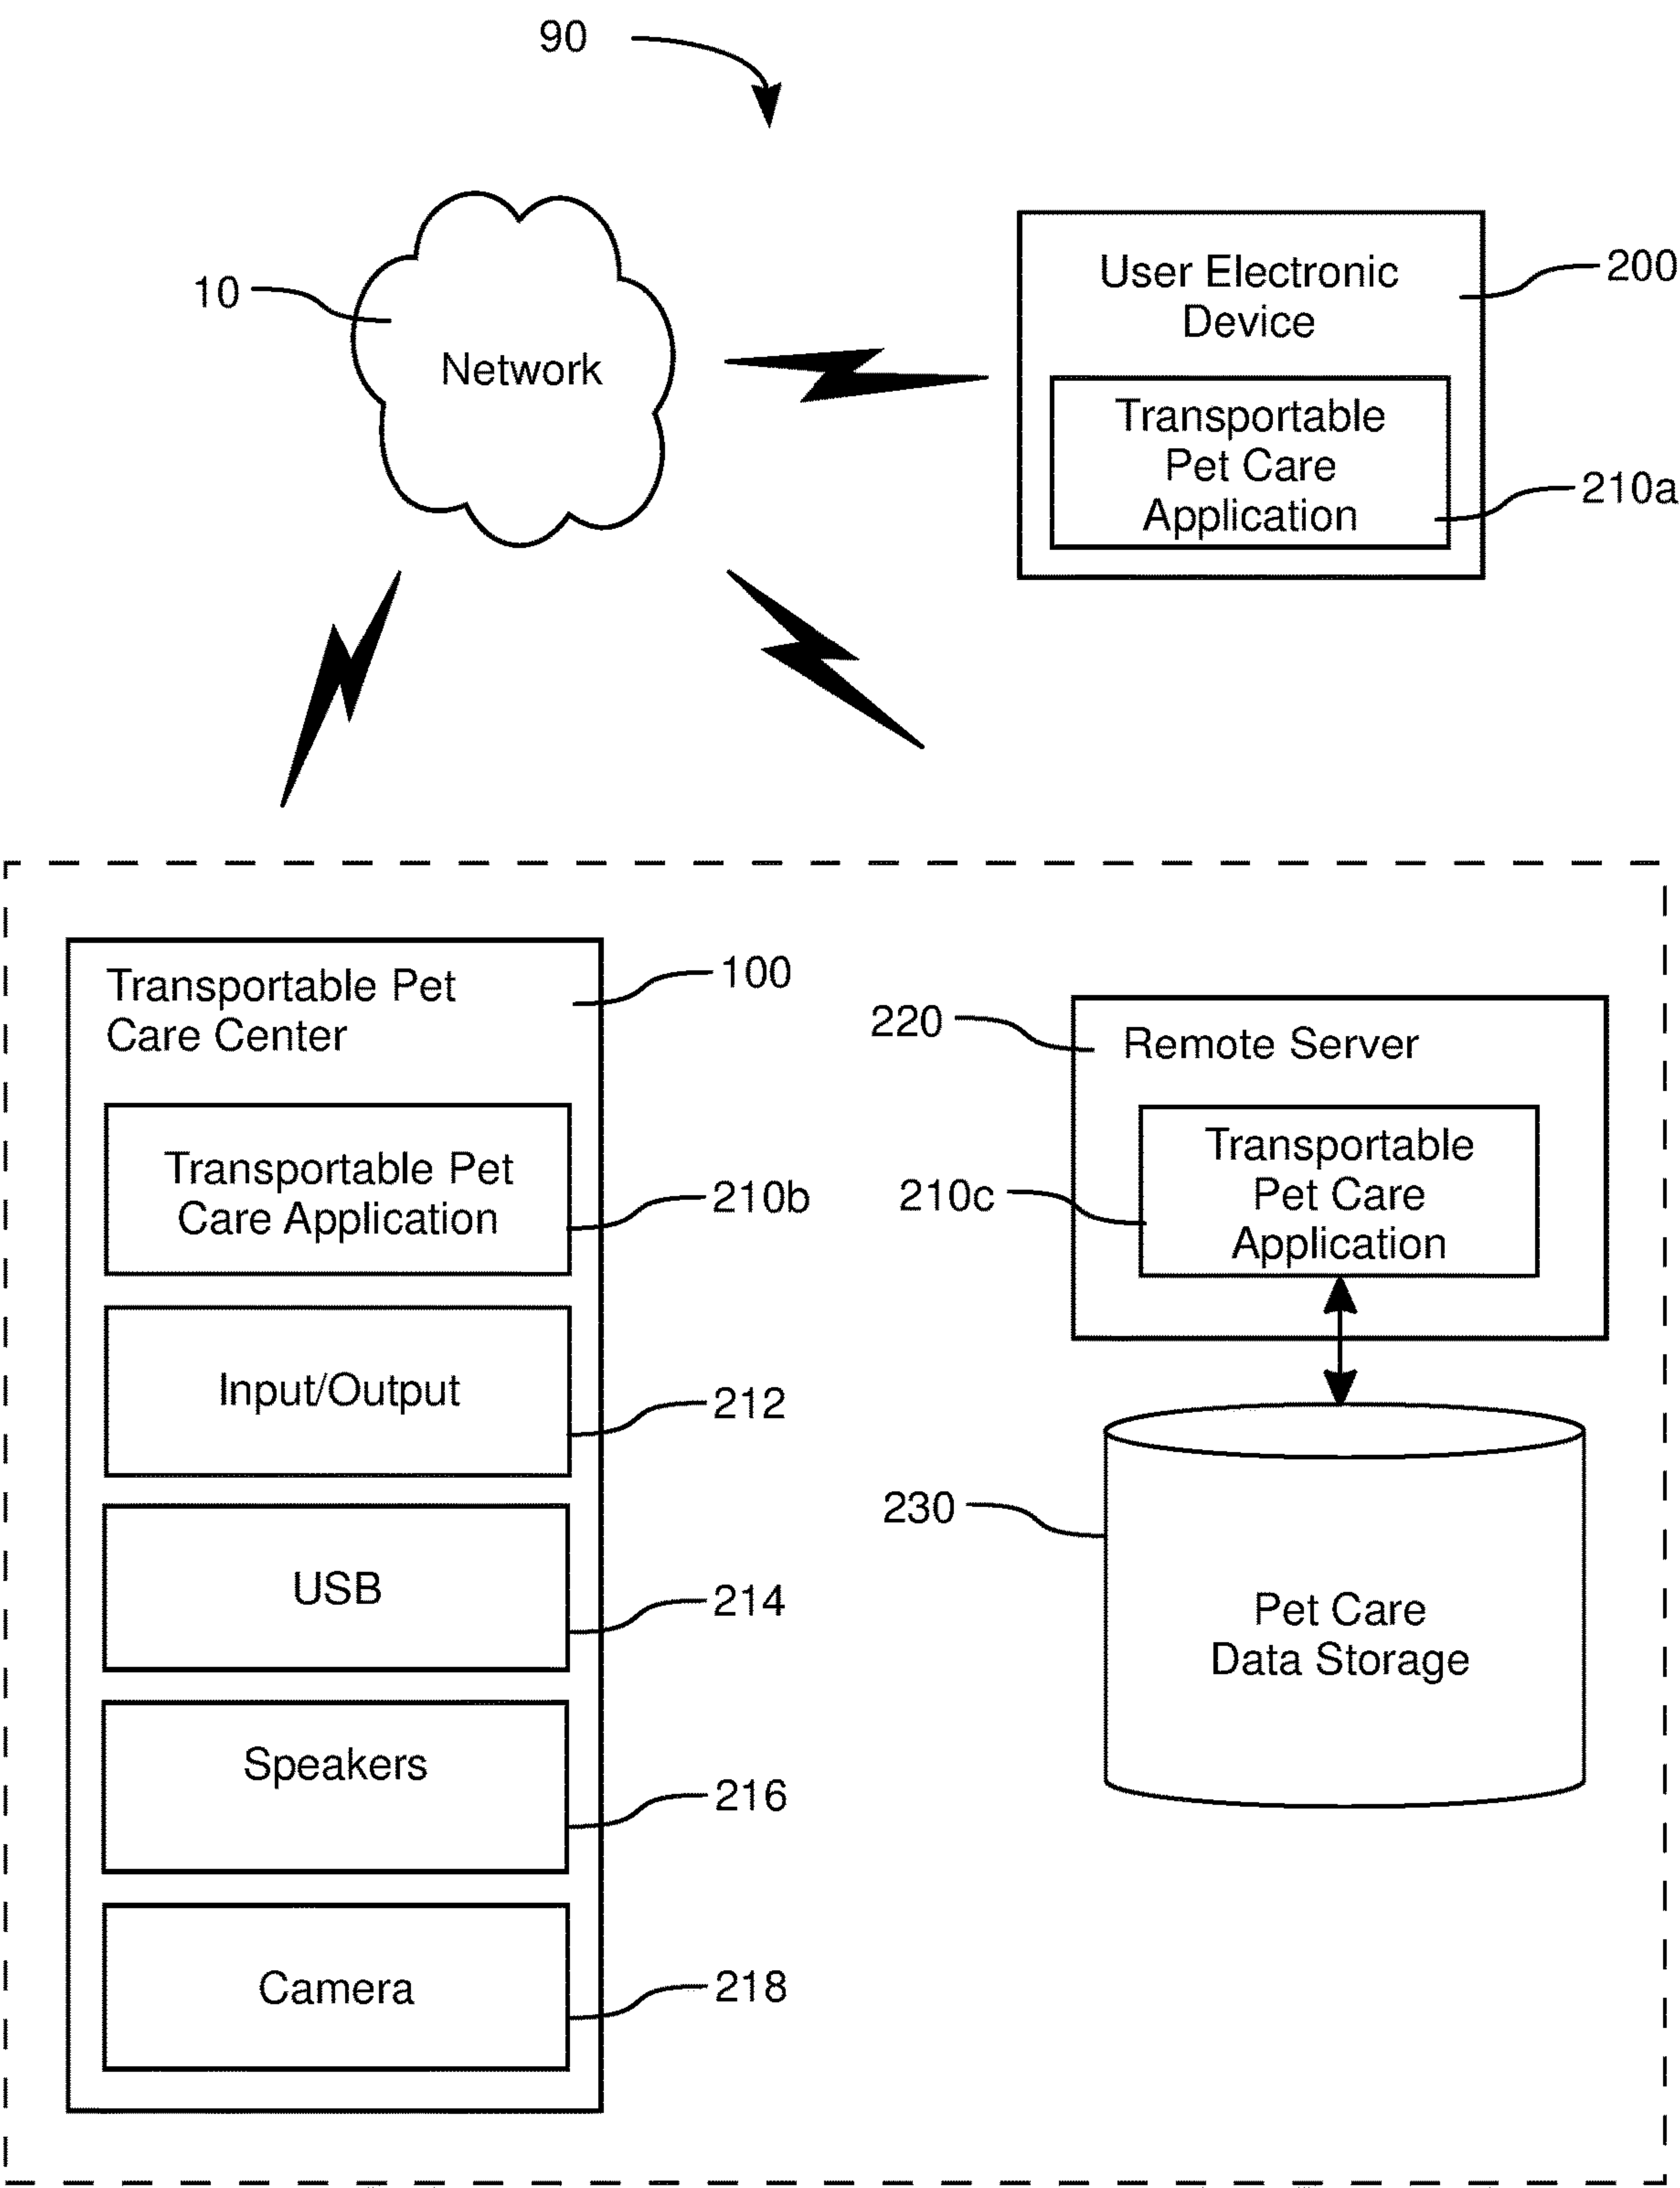 90
10
Network
User Electronic
Device
200
Transportable
Pet Care
Application
210a
Transportable Pet
Care Center
100
Transportable Pet
Care Application
210b
Input/Output
212
USB
214
Speakers
216
Camera
218
220
Remote Server
210c
Transportable
Pet Care
Application
230
Pet Care
Data Storage